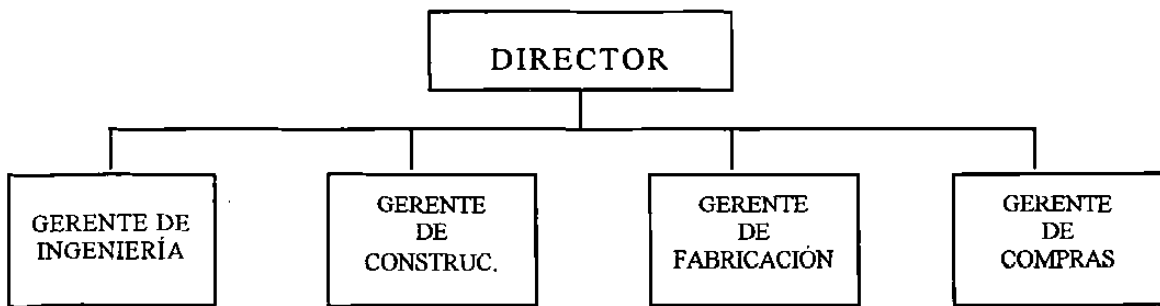 DIRECTOR
GERENTE DE
INGENIERÍA
GERENTE
DE
CONSTRUC.
GERENTE
DE
FABRICACIÓN
GERENTE
DE
COMPRAS